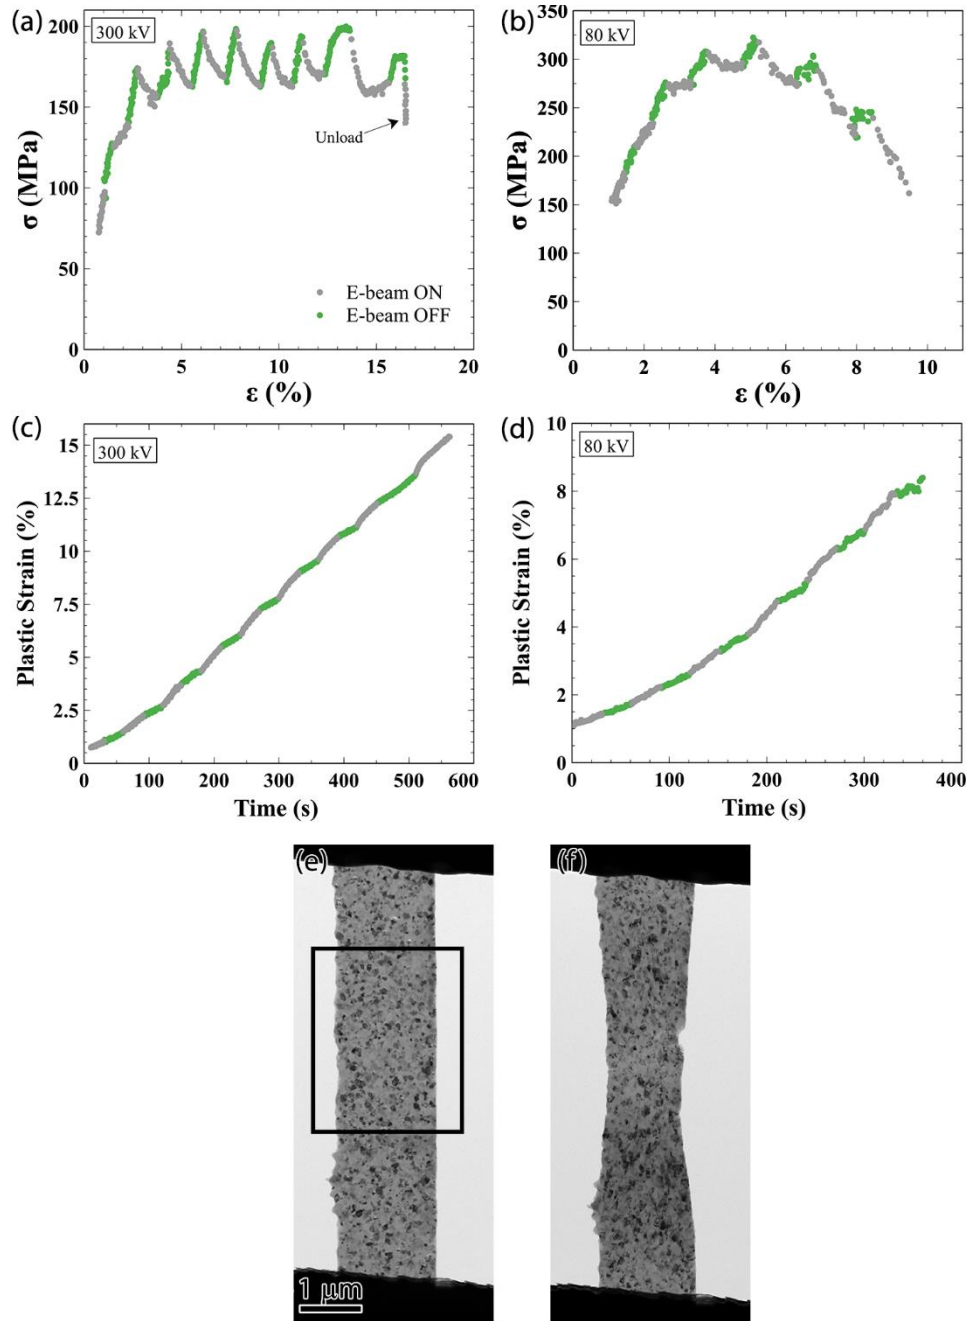 (a)
300 kV
σ (MPa)
200
150
100
50
0
Unload
E-beam ON
E-beam OFF
0 5 10 15 20
ε (%)
(b)
80 kV
σ (MPa)
350
300
250
200
150
100
50
0
0 2 4 6 8 10
ε (%)
(c)
300 kV
Plastic Strain (%)
15
12.5
10
7.5
5
2.5
0
0 100 200 300 400 500 600
Time (s)
(d)
80 kV
Plastic Strain (%)
10
8
6
4
2
0
0 100 200 300 400
Time (s)
(e)
1 μm
(f)